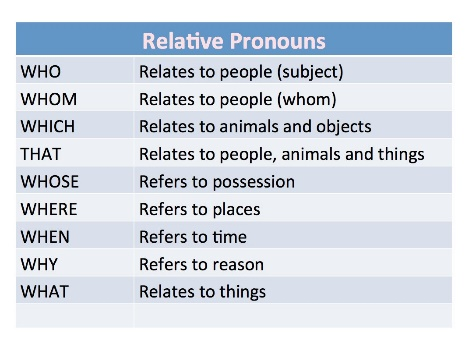 Relative Pronouns
WHO Relates to people (subject)
WHOM Relates to people (whom)
WHICH Relates to animals and objects
THAT Relates to people, animals and things
WHOSE Refers to possession
WHERE Refers to places
WHEN Refers to time
WHY Refers to reason
WHAT Relates to things